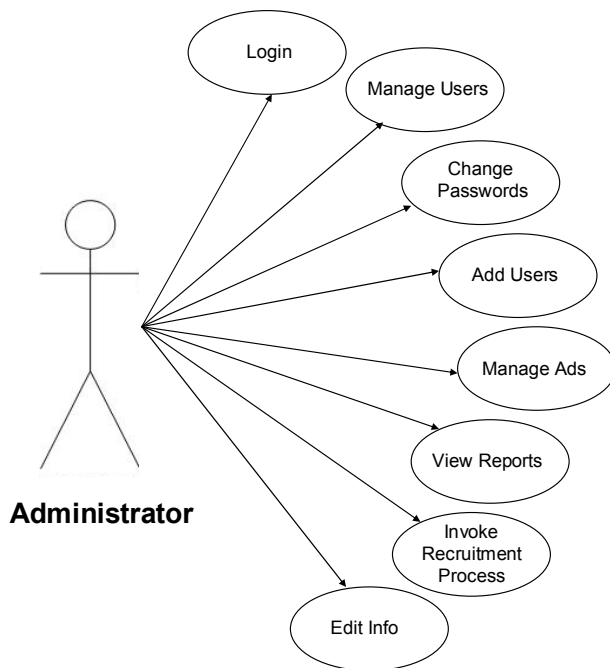 Login
Manage Users
Change
Passwords
Add Users
Manage Ads
View Reports
Administrator
Invoke
Recruitment
Process
Edit Info